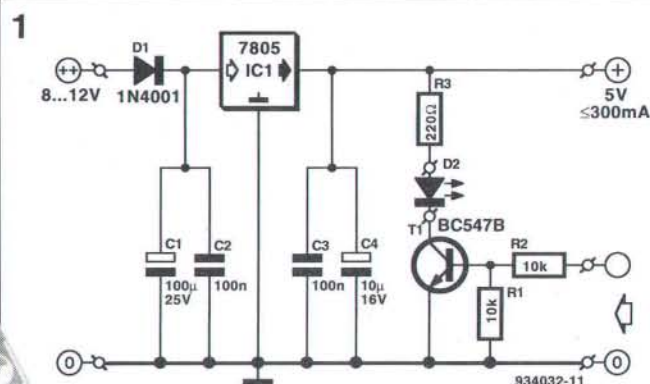 1
D1
7805
IC1
++
8...12V
1N4001
+
5V
≤300mA
R3
220Ω
D2
T1
BC547B
R2
10k
R1
10k
C1
100µ
25V
C2
100n
C3
100n
C4
10µ
16V
0
0
934032-11